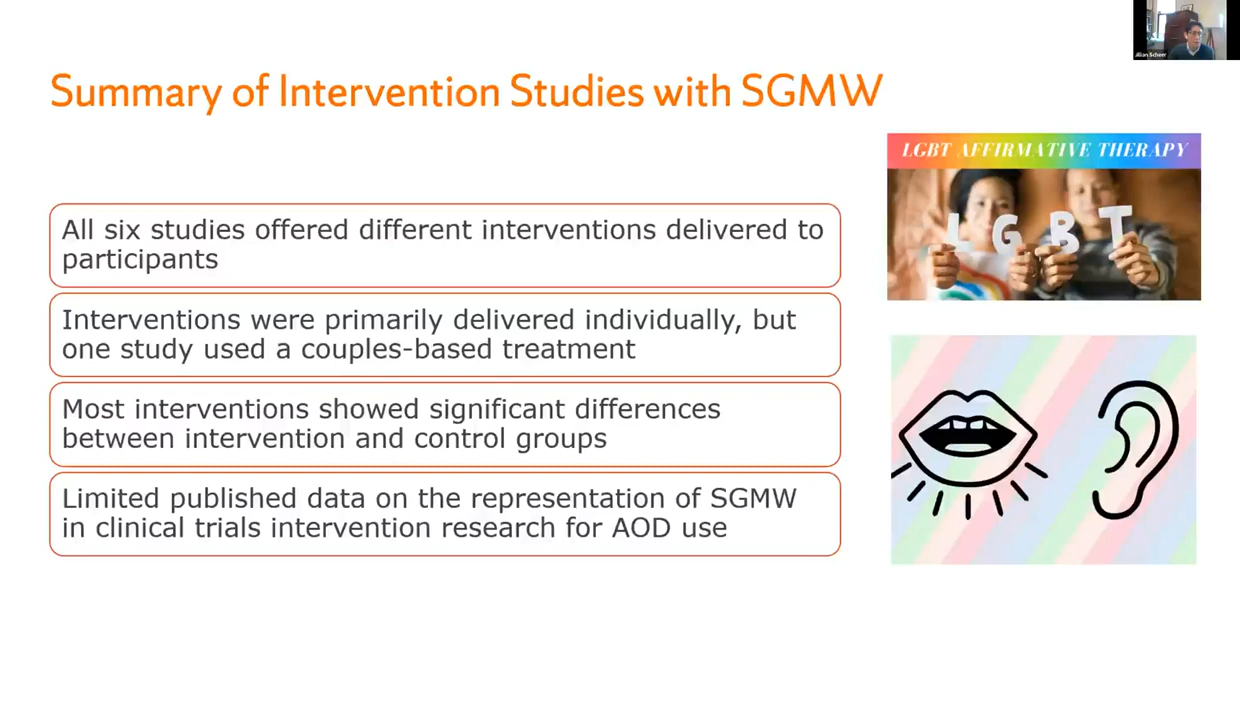 Jillian Scheer
Summary of Intervention Studies with SGMW
LGBT AFFIRMATIVE THERAPY
L G B T
All six studies offered different interventions delivered to
participants
Interventions were primarily delivered individually, but
one study used a couples-based treatment
Most interventions showed significant differences
between intervention and control groups
Limited published data on the representation of SGMW
in clinical trials intervention research for AOD use